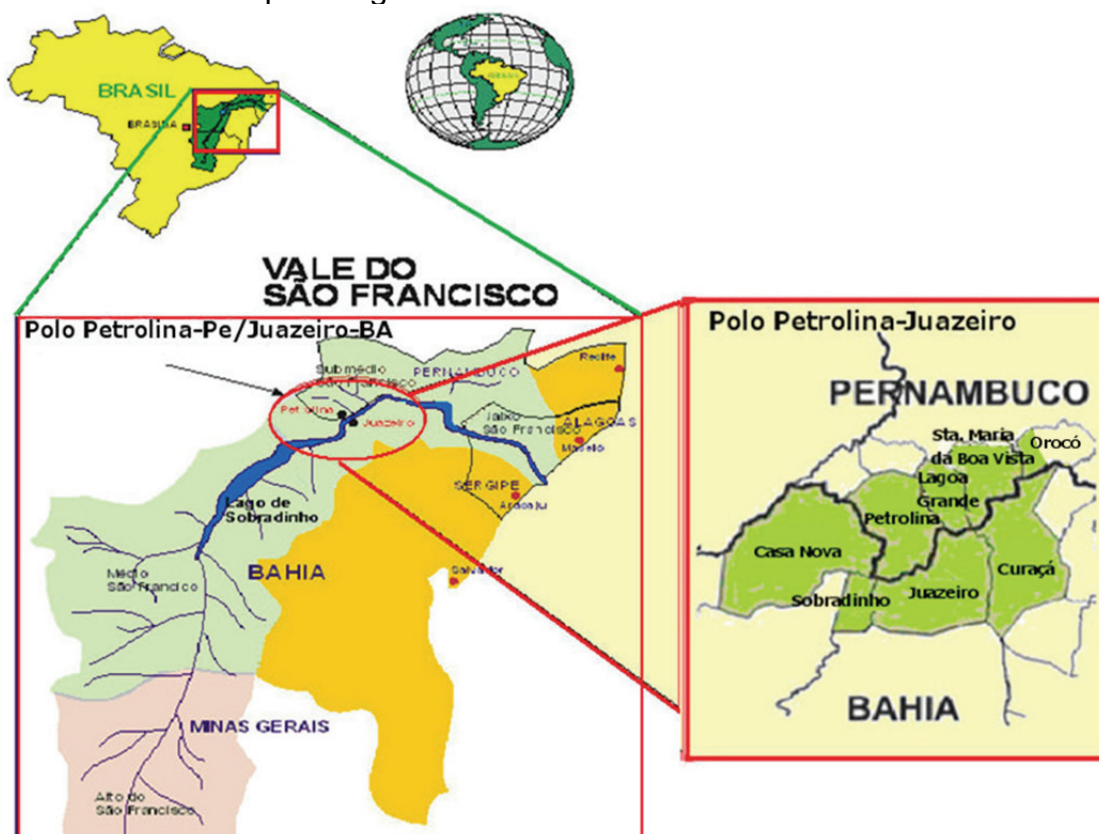 BRASIL
BRASILIA
VALE DO
SÃO FRANCISCO
Polo Petrolina-Pe/Juazeiro-BA
Submédio
São Francisco
PERNAMBUCO
Recife
Petrolina
Juazeiro
São Francisco
ALAGOAS
Maceio
SERGIPE
Aracaju
Lago de
Sobradinho
Médio
São Francisco
BAHIA
Salvador
MINAS GERAIS
Alto do
São Francisco
Polo Petrolina-Juazeiro
PERNAMBUCO
Sta. Maria
da Boa Vista
Orocó
Lagoa
Grande
Petrolina
Casa Nova
Curaçá
Sobradinho
Juazeiro
BAHIA